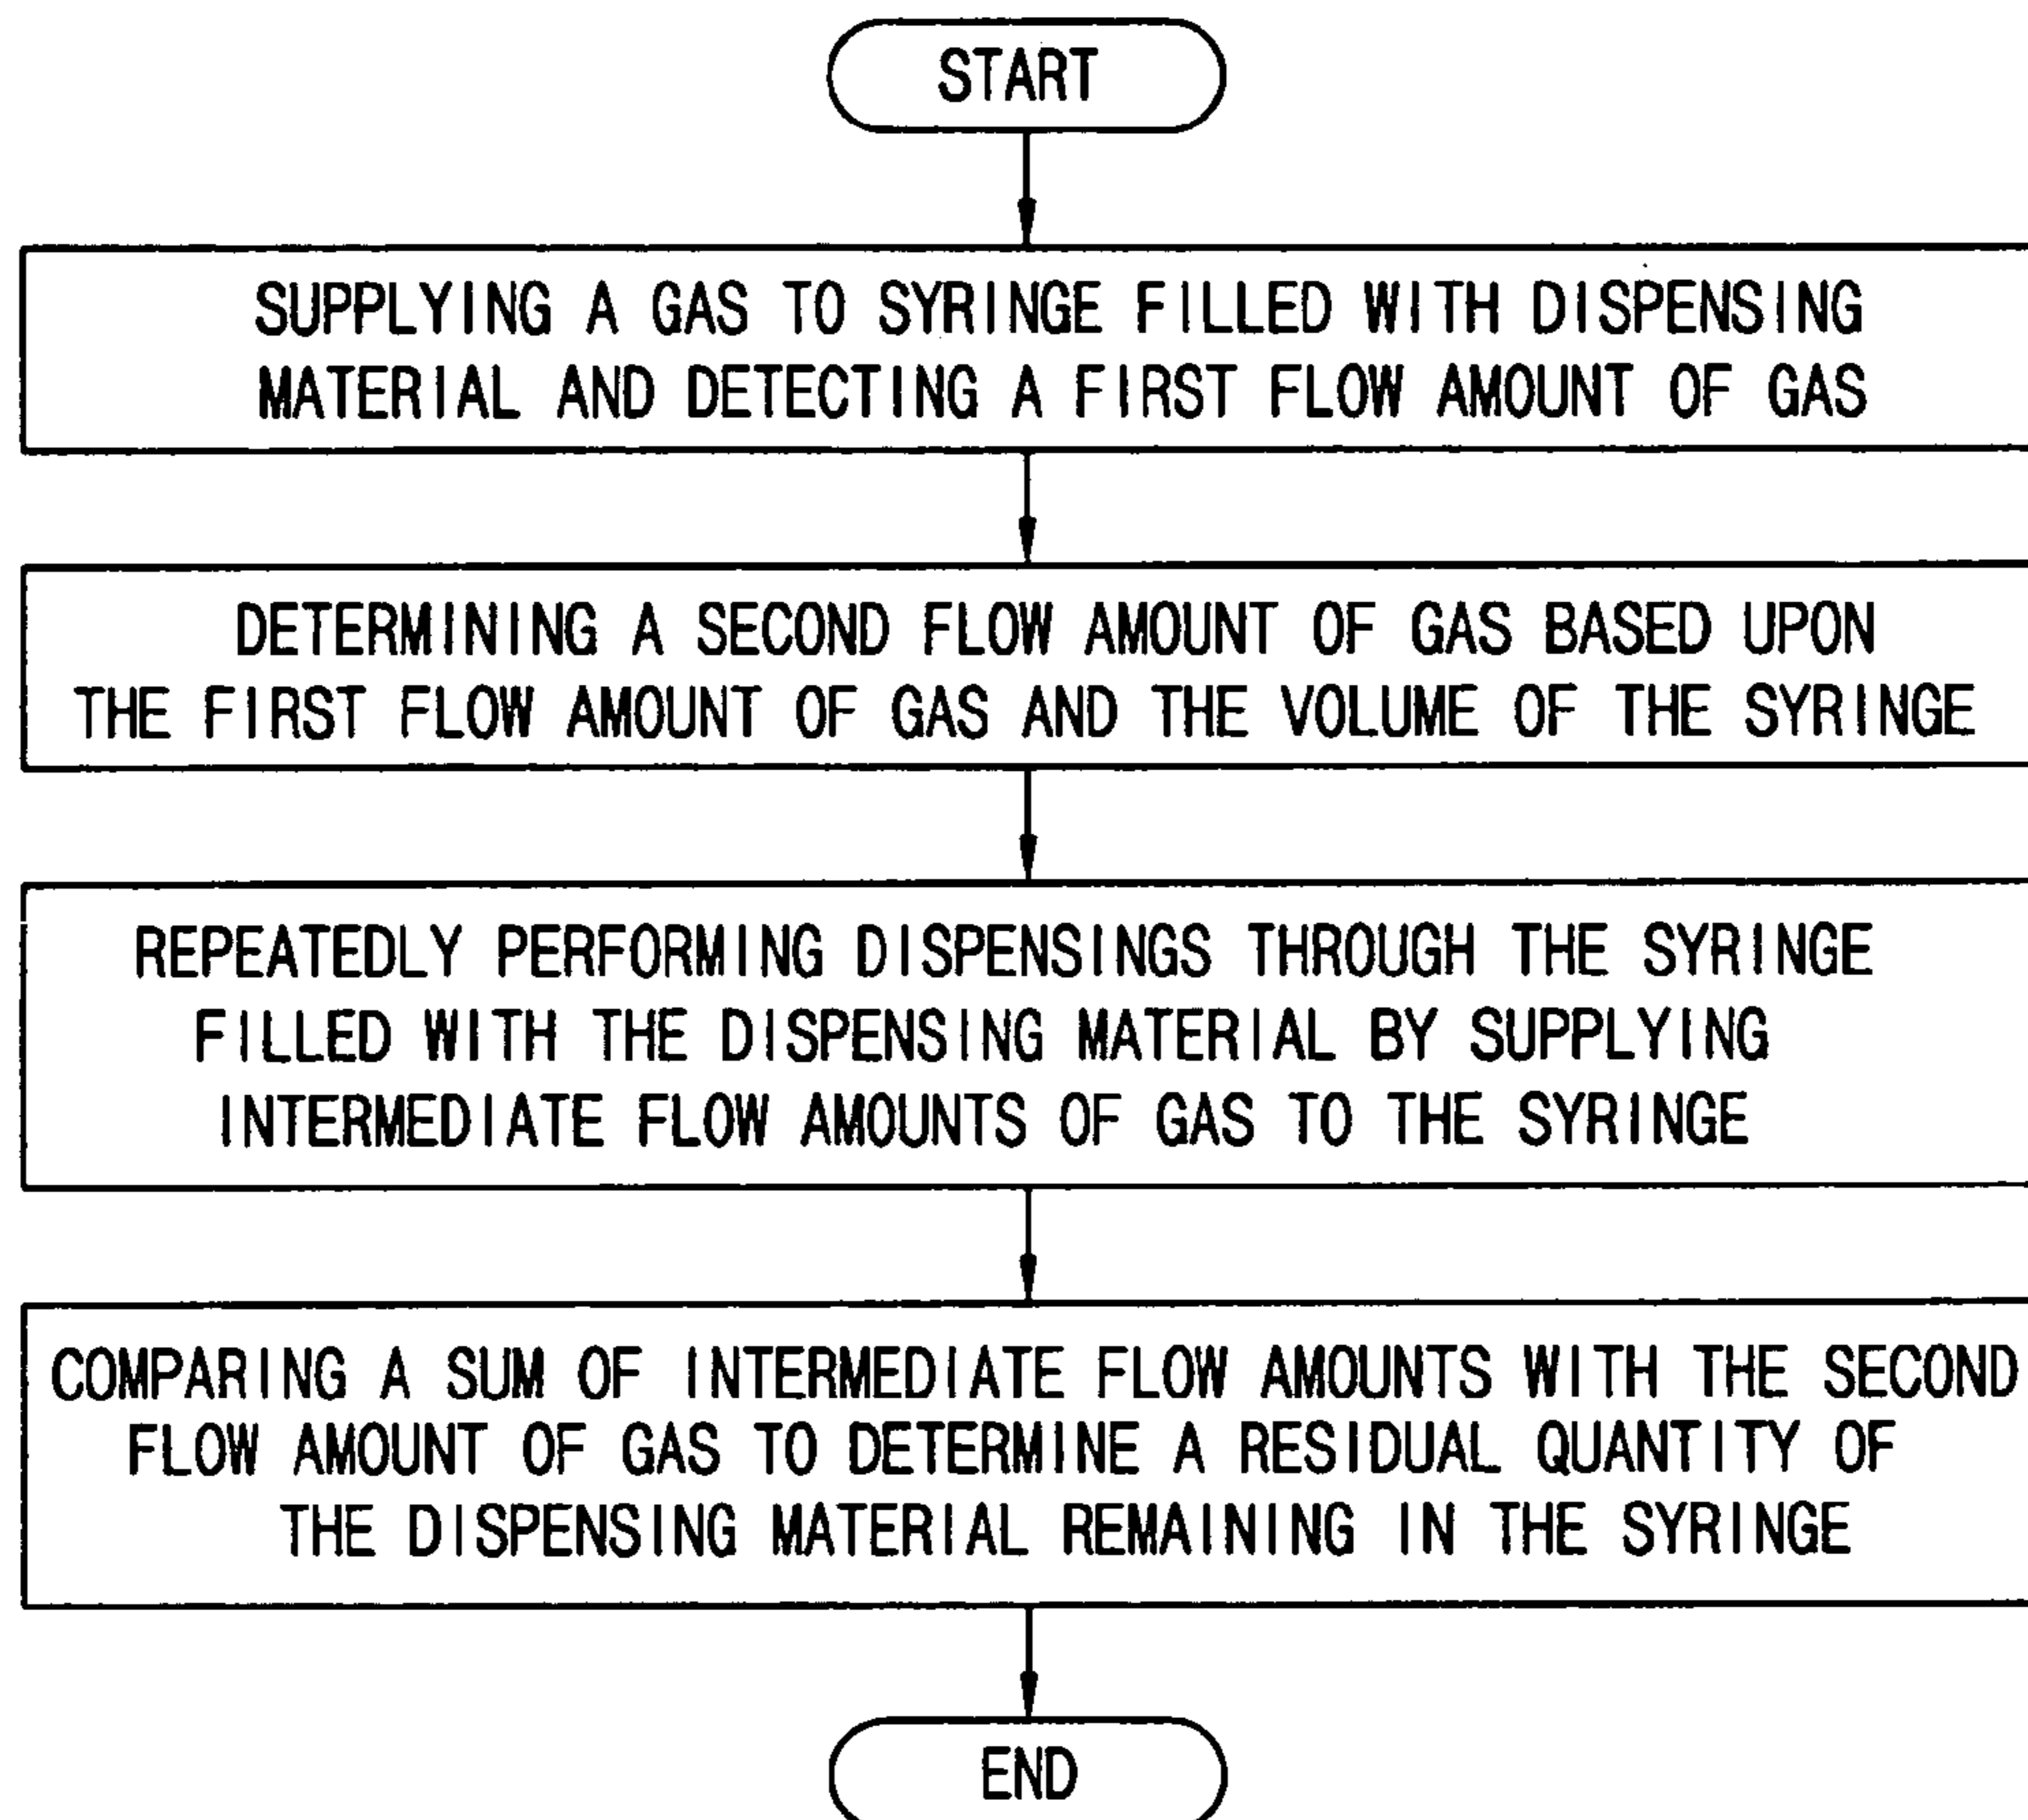 START
SUPPLYING A GAS TO SYRINGE FILLED WITH DISPENSING
MATERIAL AND DETECTING A FIRST FLOW AMOUNT OF GAS
DETERMINING A SECOND FLOW AMOUNT OF GAS BASED UPON
THE FIRST FLOW AMOUNT OF GAS AND THE VOLUME OF THE SYRINGE
REPEATEDLY PERFORMING DISPENSINGS THROUGH THE SYRINGE
FILLED WITH THE DISPENSING MATERIAL BY SUPPLYING
INTERMEDIATE FLOW AMOUNTS OF GAS TO THE SYRINGE
COMPARING A SUM OF INTERMEDIATE FLOW AMOUNTS WITH THE SECOND
FLOW AMOUNT OF GAS TO DETERMINE A RESIDUAL QUANTITY OF
THE DISPENSING MATERIAL REMAINING IN THE SYRINGE
END